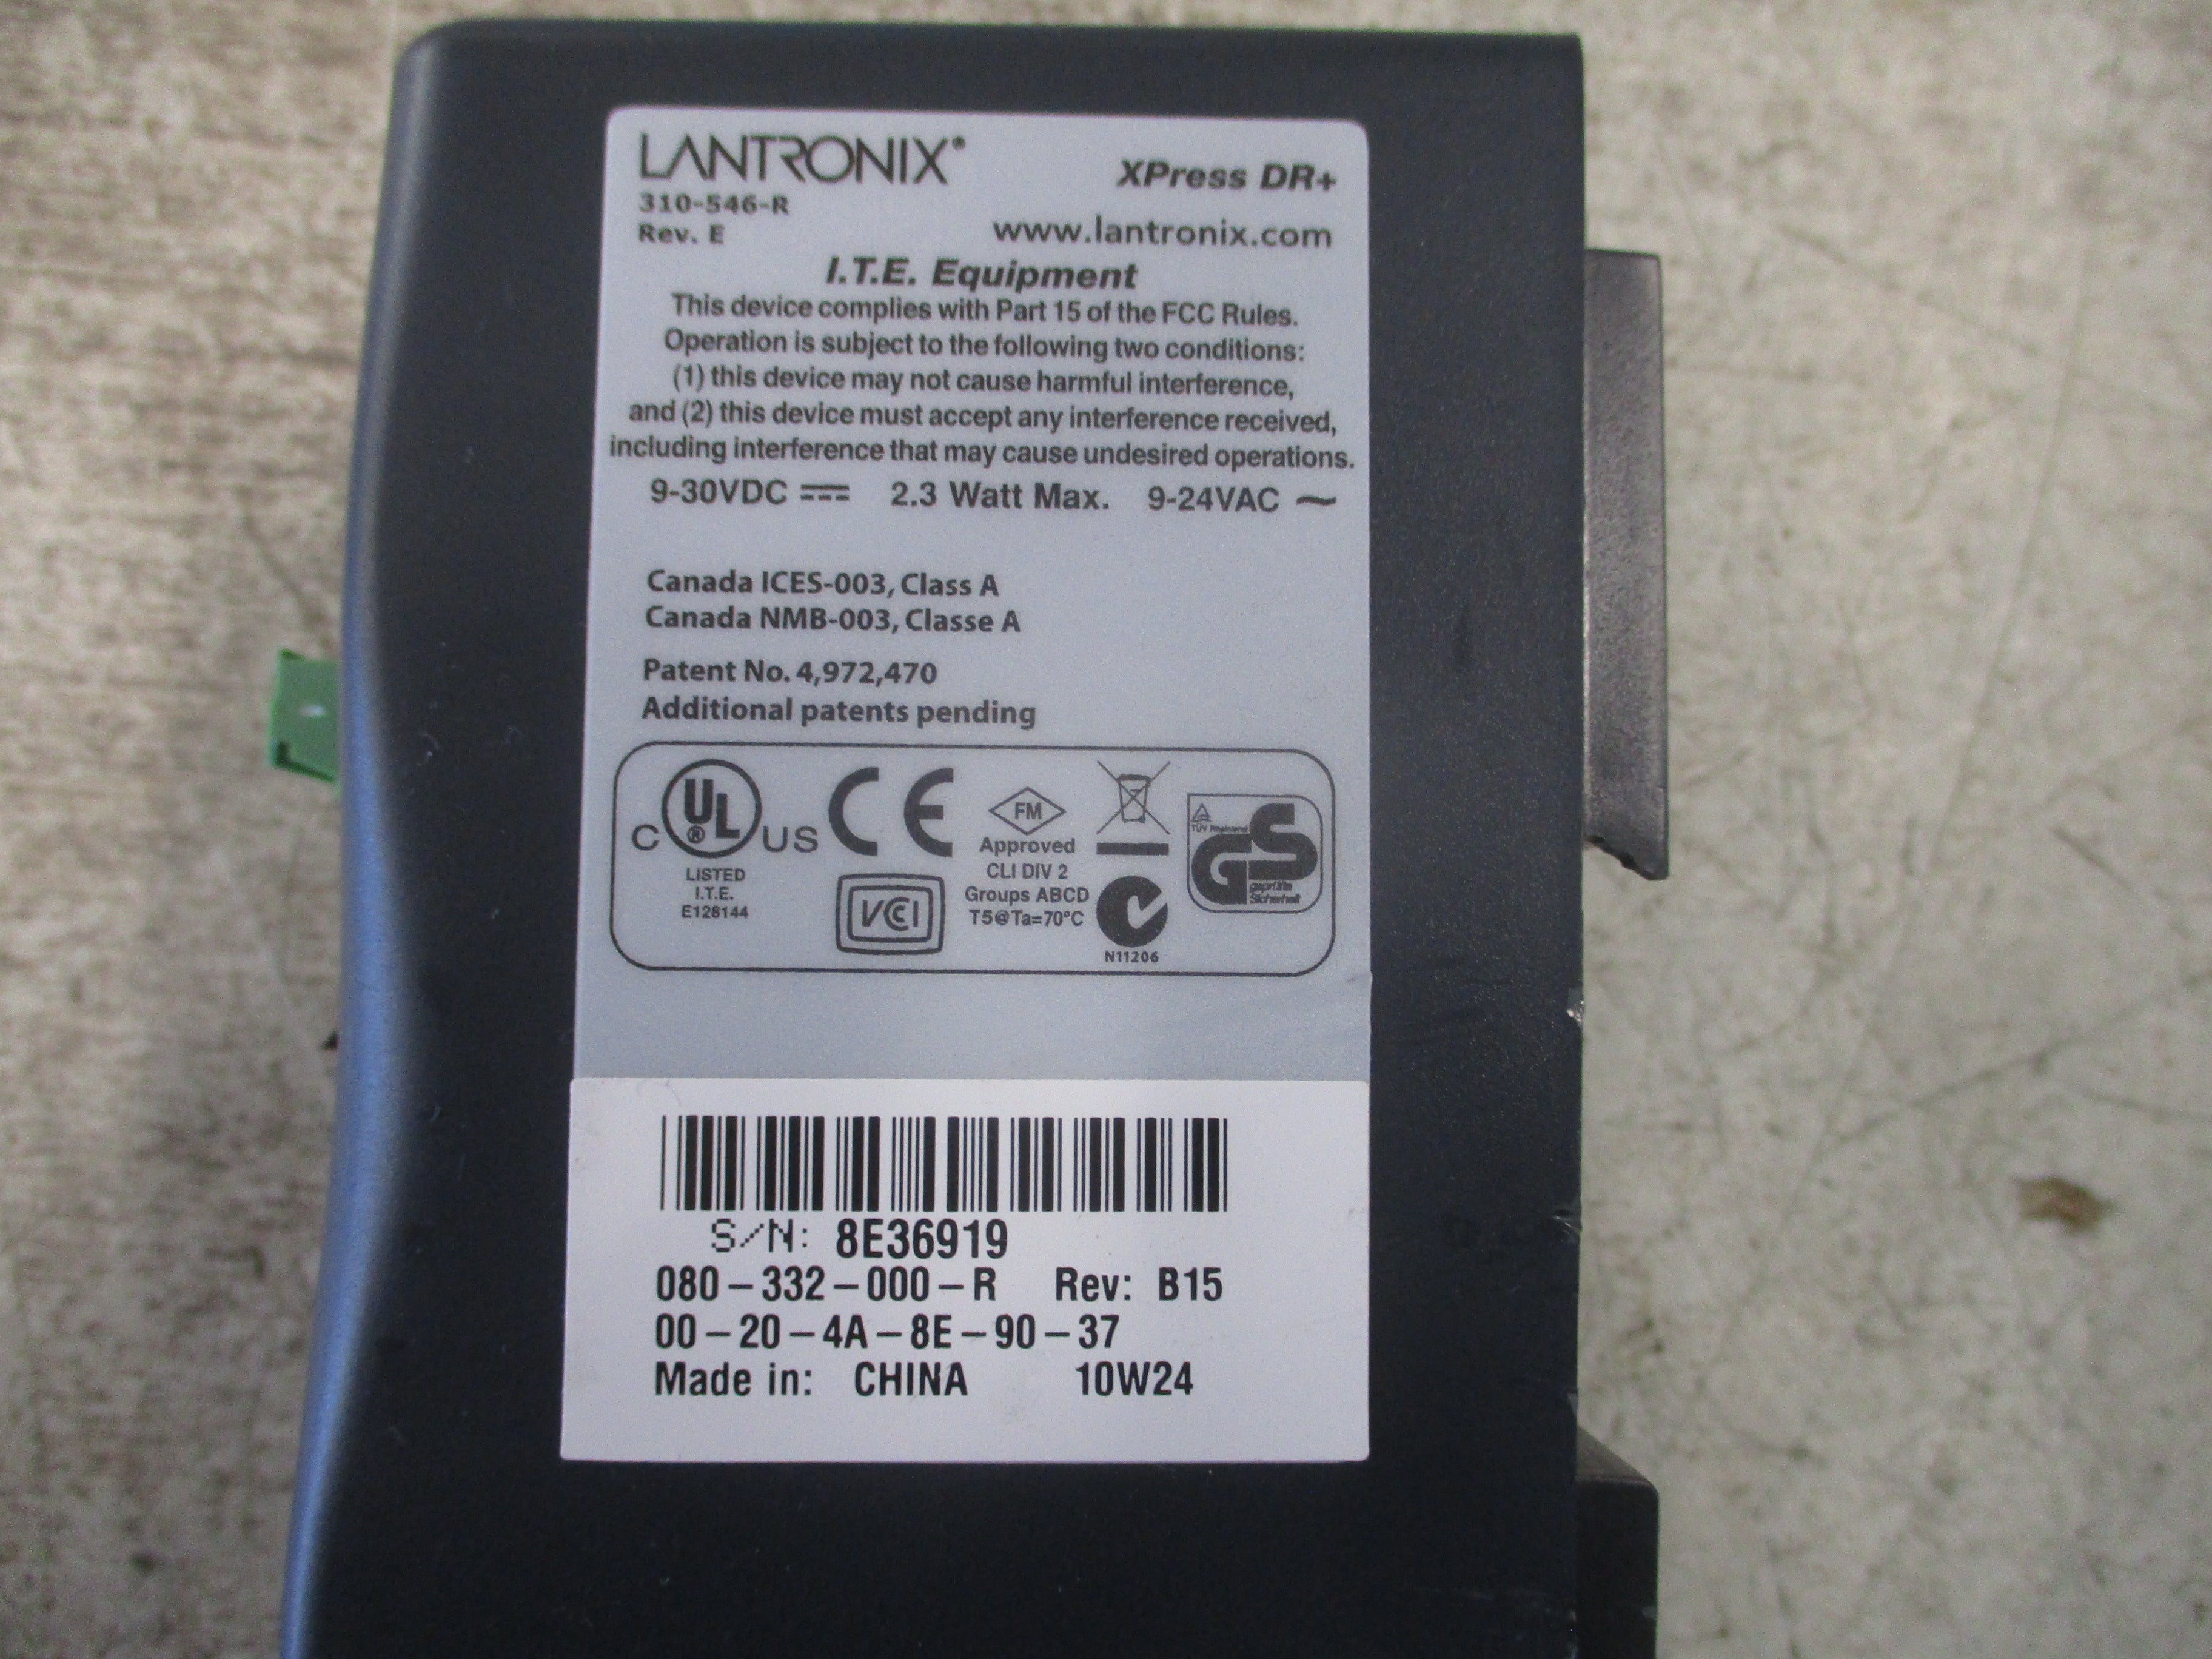 LANTRONIX®
XPress DR+
310-546-R
Rev. E
www.lantronix.com
I.T.E. Equipment
This device complies with Part 15 of the FCC Rules.
Operation is subject to the following two conditions:
(1) this device may not cause harmful interference,
and (2) this device must accept any interference received,
including interference that may cause undesired operations.
9-30VDC 2.3 Watt Max. 9-24VAC ~
Canada ICES-003, Class A
Canada NMB-003, Classe A
Patent No. 4,972,470
Additional patents pending
C UL® US
LISTED
I.T.E.
E128144
CE
VCCI
FM
Approved
CLI DIV 2
Groups ABCD
T5@Ta=70°C
N11206
TÜV Rheinland
GS
geprüfte
Sicherheit
S/N: 8E36919
080-332-000-R Rev: B15
00-20-4A-8E-90-37
Made in: CHINA 10W24